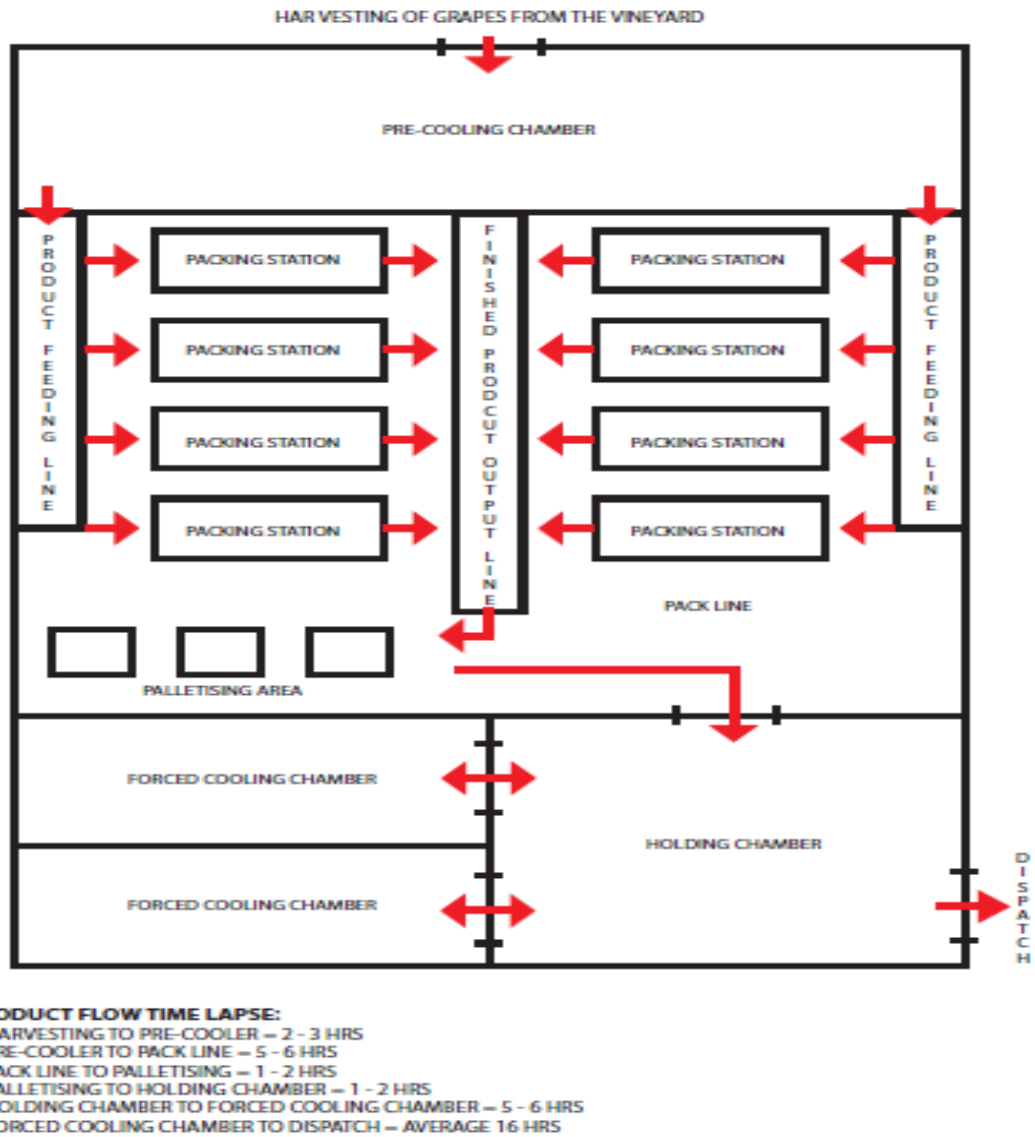 HARVESTING OF GRAPES FROM THE VINEYARD
PRE-COOLING CHAMBER
PRODUCT FEEDING LINE
FINISHED PRODCUT OUTPUT LINE
PRODUCT FEEDING LINE
PACKING STATION
PACKING STATION
PACKING STATION
PACKING STATION
PACKING STATION
PACKING STATION
PACKING STATION
PACKING STATION
PACK LINE
PALLETISING AREA
FORCED COOLING CHAMBER
HOLDING CHAMBER
FORCED COOLING CHAMBER
DISPATCH
ODUCT FLOW TIME LAPSE:
ARVESTING TO PRE-COOLER = 2 - 3 HRS
RE-COOLER TO PACK LINE = 5 - 6 HRS
ACK LINE TO PALLETISING = 1 - 2 HRS
ALLETISING TO HOLDING CHAMBER = 1 - 2 HRS
OLDING CHAMBER TO FORCED COOLING CHAMBER = 5 - 6 HRS
ORCED COOLING CHAMBER TO DISPATCH = AVERAGE 16 HRS